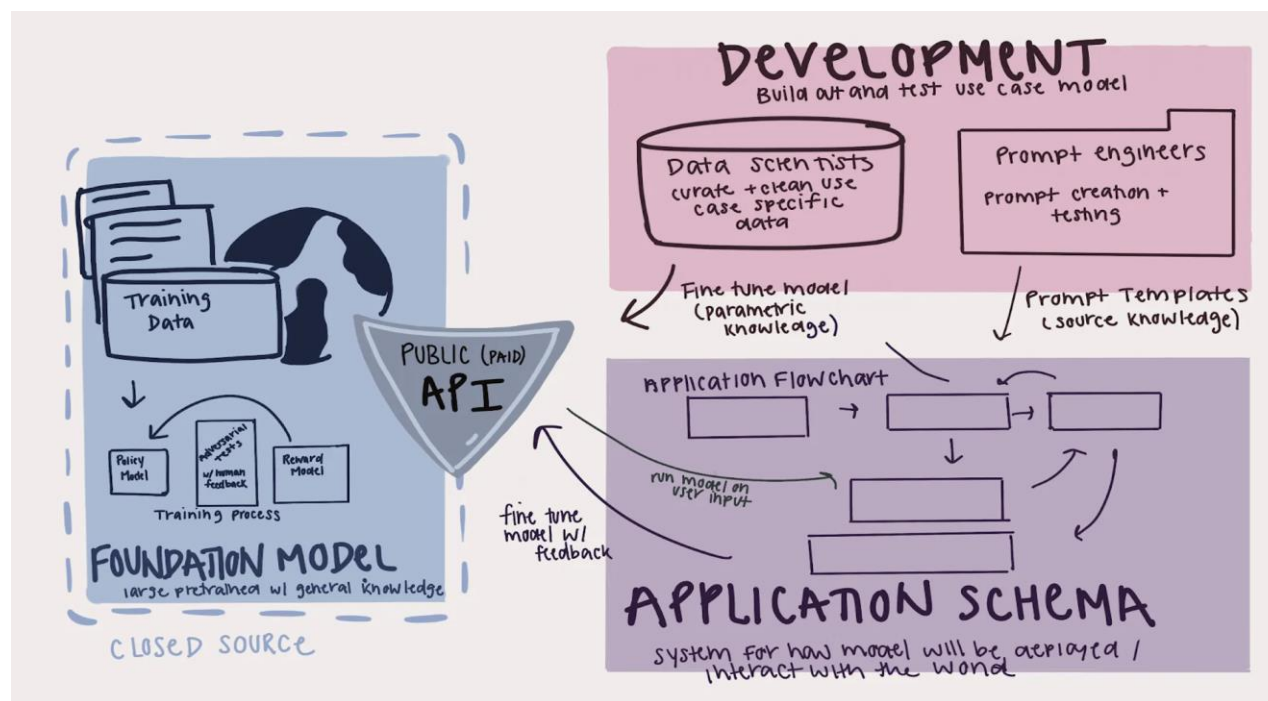 DEVELOPMENT
Build out and test use case model
Data Scientists
curate + clean use
case specific
data
Prompt engineers
prompt creation +
testing
Fine tune model
(parametric
knowledge)
Prompt Templates
(source knowledge)
Training
Data
PUBLIC (PAID)
API
Policy
Model
Adversarial
Tests
w/ human
feedback
Reward
Model
Training Process
FOUNDATION MODEL
large pretrained w/ general knowledge
CLOSED SOURCE
Application Flowchart
run model on
user input
fine tune
model w/
feedback
APPLICATION SCHEMA
system for how model will be deployed /
interact with the world